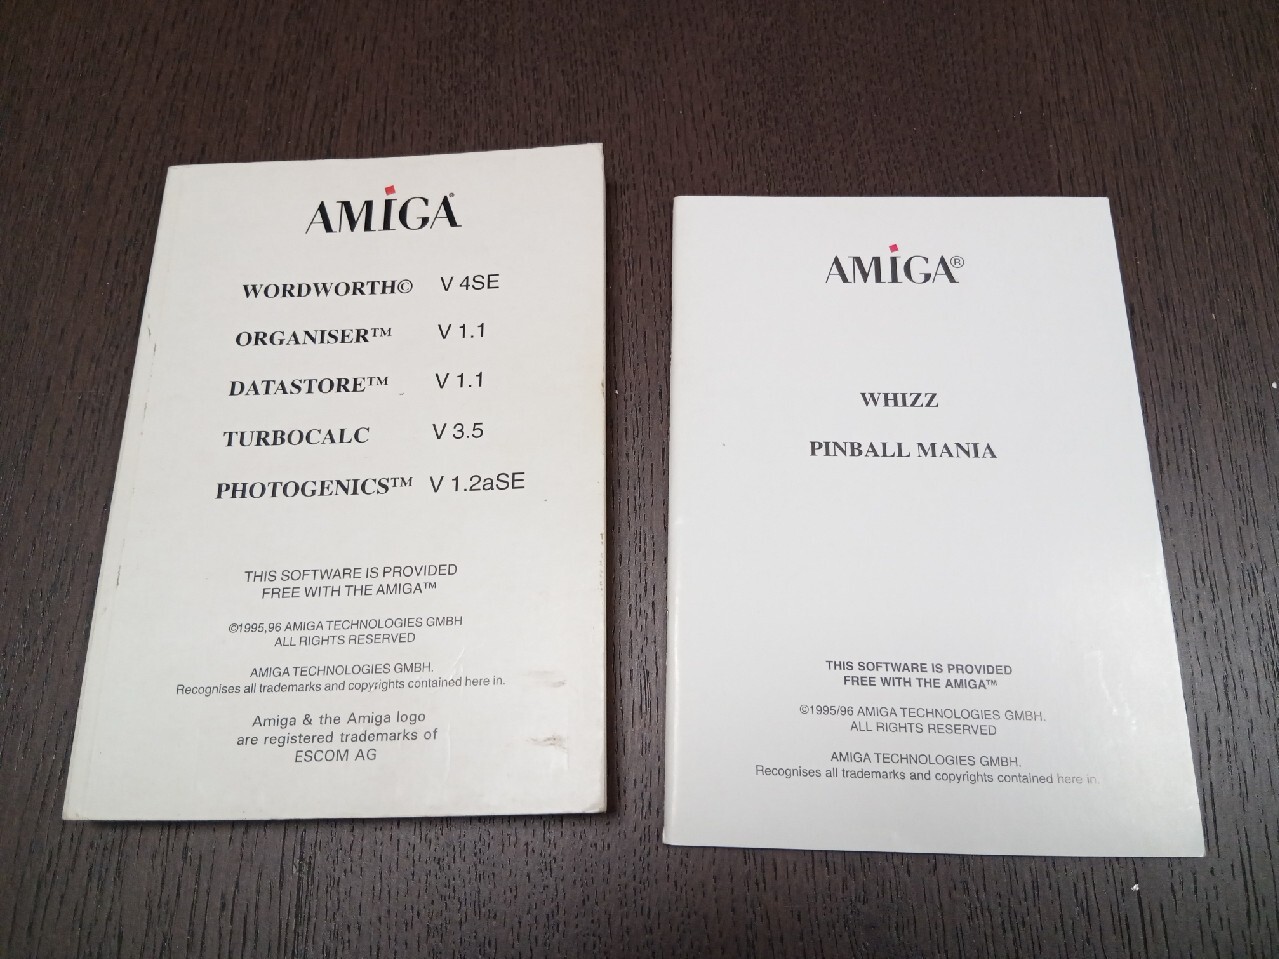 AMiGA®
WORDWORTH© V 4SE
ORGANISER™ V 1.1
DATASTORE™ V 1.1
TURBOCALC V 3.5
PHOTOGENICS™ V 1.2aSE
THIS SOFTWARE IS PROVIDED
FREE WITH THE AMIGA™
©1995,96 AMIGA TECHNOLOGIES GMBH
ALL RIGHTS RESERVED
AMIGA TECHNOLOGIES GMBH.
Recognises all trademarks and copyrights contained here in.
Amiga & the Amiga logo
are registered trademarks of
ESCOM AG
AMiGA®
WHIZZ
PINBALL MANIA
THIS SOFTWARE IS PROVIDED
FREE WITH THE AMIGA™
©1995/96 AMIGA TECHNOLOGIES GMBH.
ALL RIGHTS RESERVED
AMIGA TECHNOLOGIES GMBH.
Recognises all trademarks and copyrights contained here in.